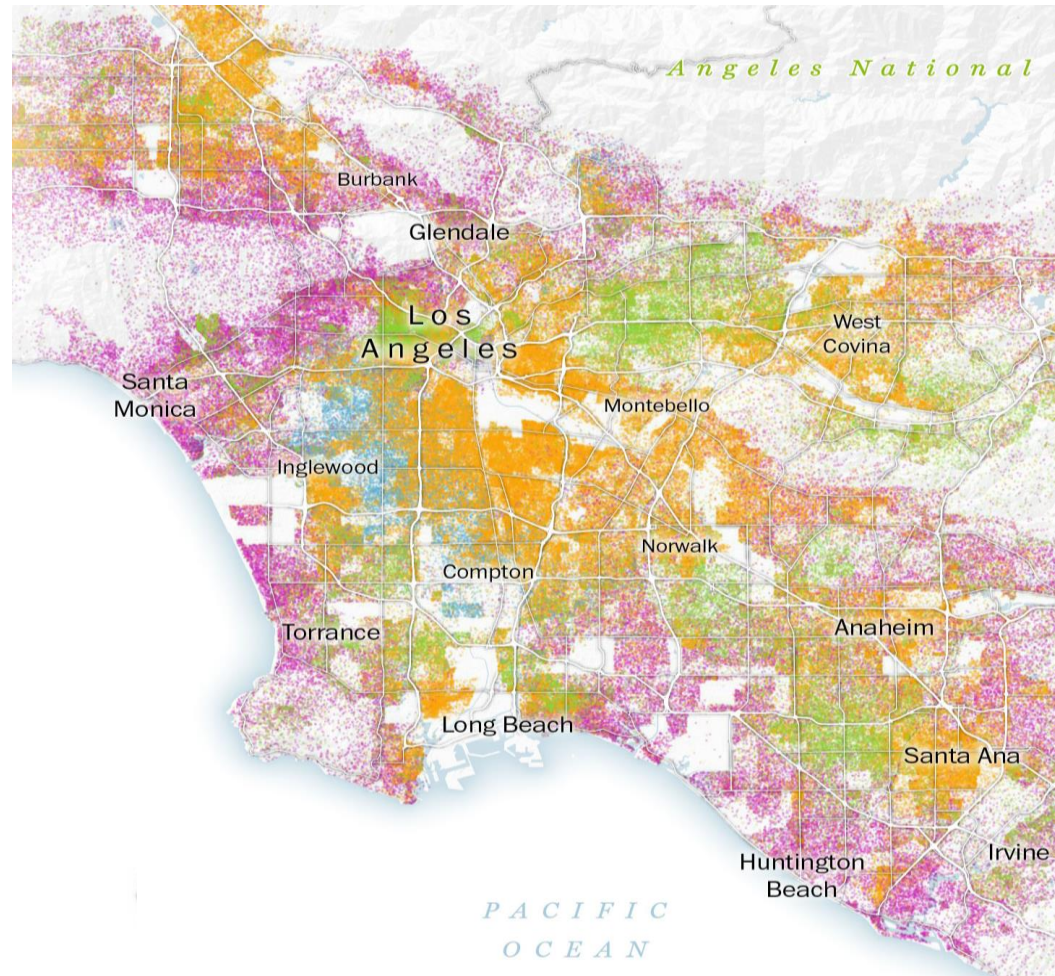 Angeles National
Burbank
Glendale
Los
Angeles
West
Covina
Santa
Monica
Montebello
Inglewood
Norwalk
Compton
Torrance
Anaheim
Long Beach
Santa Ana
Huntington
Beach
Irvine
PACIFIC
OCEAN